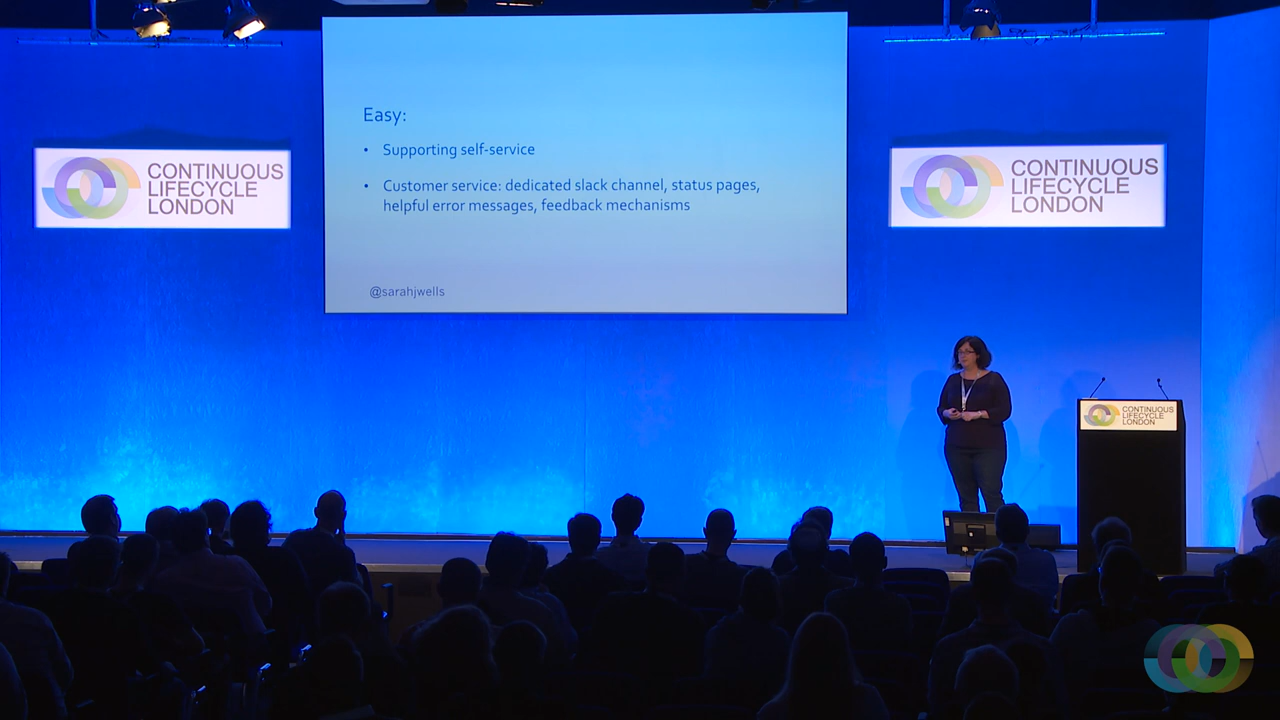 Easy:
• Supporting self-service
• Customer service: dedicated slack channel, status pages,
helpful error messages, feedback mechanisms
@sarahjwells
CONTINUOUS
LIFECYCLE
LONDON
CONTINUOUS
LIFECYCLE
LONDON
CONTINUOUS
LIFECYCLE
LONDON